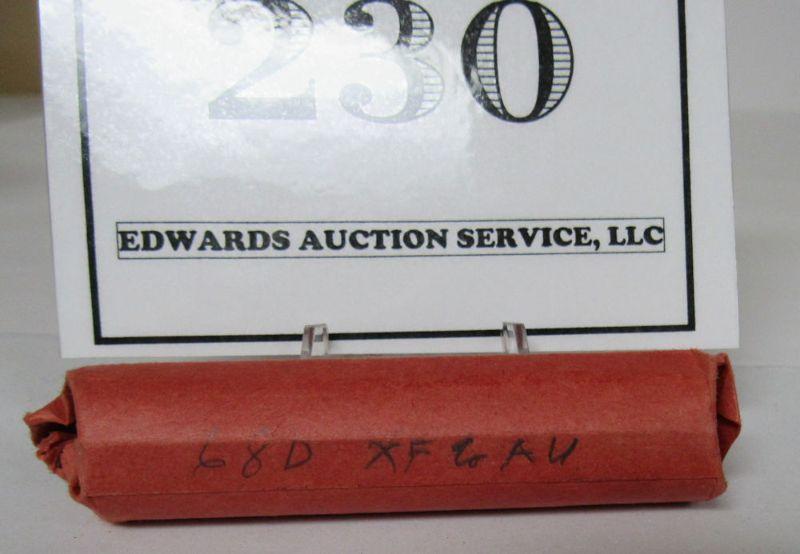 230
EDWARDS AUCTION SERVICE, LLC
68D XF & AU